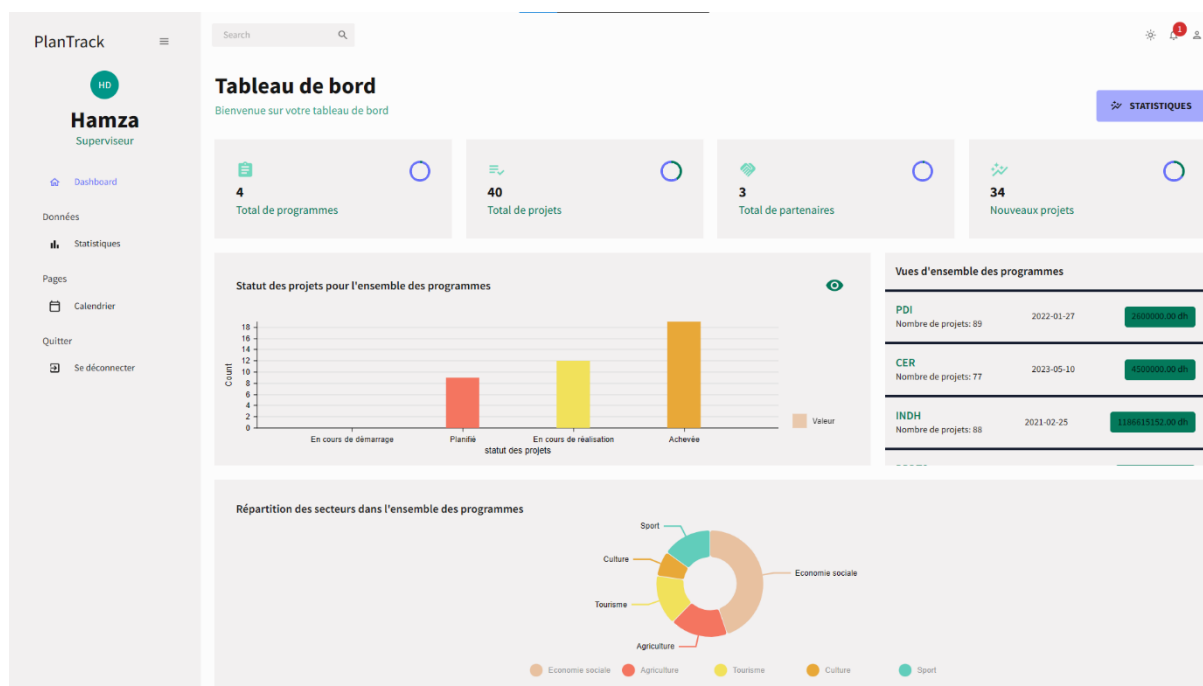 PlanTrack
Search
1
HD
Hamza
Superviseur
Dashboard
Données
Statistiques
Pages
Calendrier
Quitter
Se déconnecter
Tableau de bord
Bienvenue sur votre tableau de bord
STATISTIQUES
4
Total de programmes
40
Total de projets
3
Total de partenaires
34
Nouveaux projets
Statut des projets pour l'ensemble des programmes
18
16
14
12
10
8
6
4
2
0
Count
En cours de démarrage Planifié En cours de réalisation Achevée
statut des projets
Valeur
Vues d'ensemble des programmes
PDI
Nombre de projets: 89
2022-01-27
2600000.00 dh
CER
Nombre de projets: 77
2023-05-10
4500000.00 dh
INDH
Nombre de projets: 88
2021-02-25
1186615152.00 dh
Répartition des secteurs dans l'ensemble des programmes
Sport
Culture
Economie sociale
Tourisme
Agriculture
Economie sociale Agriculture Tourisme Culture Sport